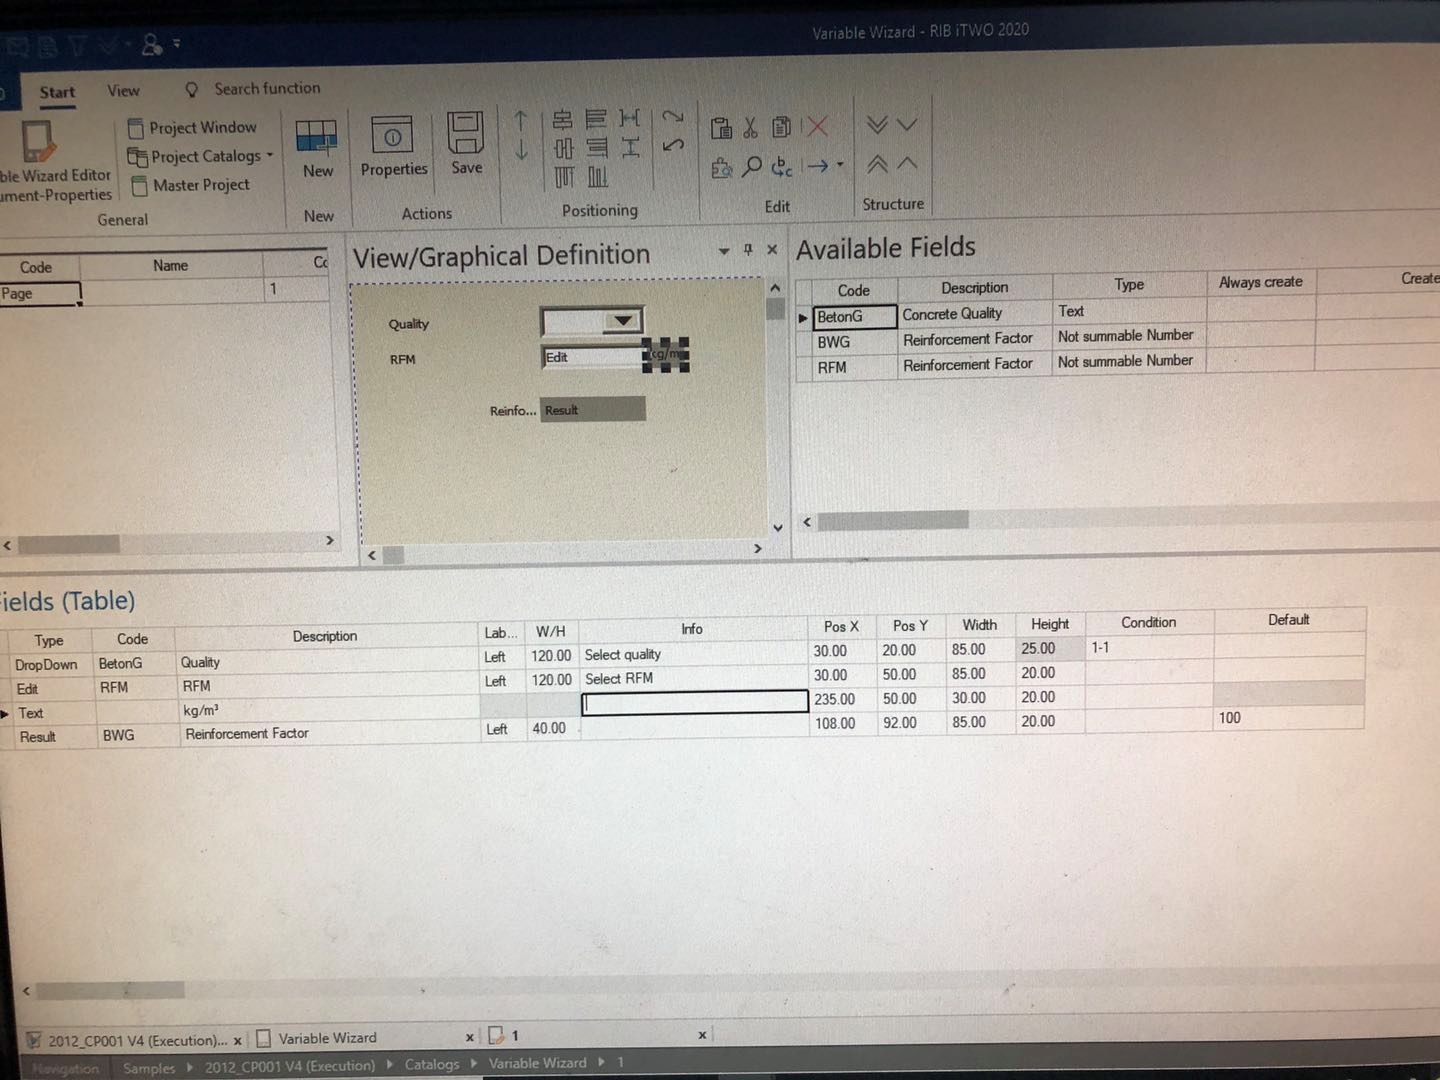 Variable Wizard - RIB iTWO 2020
Start View Search function
Project Window
Project Catalogs
Master Project
ble Wizard Editor
ument-Properties
General
New
New
Properties
Save
Actions
Positioning
Edit
Structure
Code Name Co
Page 1
View/Graphical Definition
Quality
RFM Edit kg/m
Reinfo... Result
Available Fields
Code Description Type Always create Create
BetonG Concrete Quality Text
BWG Reinforcement Factor Not summable Number
RFM Reinforcement Factor Not summable Number
ields (Table)
Type Code Description Lab... W/H Info Pos X Pos Y Width Height Condition Default
DropDown BetonG Quality Left 120.00 Select quality 30.00 20.00 85.00 25.00 1-1
Edit RFM RFM Left 120.00 Select RFM 30.00 50.00 85.00 20.00
Text kg/m³ 235.00 50.00 30.00 20.00
Result BWG Reinforcement Factor Left 40.00 108.00 92.00 85.00 20.00 100
2012_CP001 V4 (Execution)... x Variable Wizard x 1 x
Navigation Samples 2012_CP001 V4 (Execution) Catalogs Variable Wizard 1